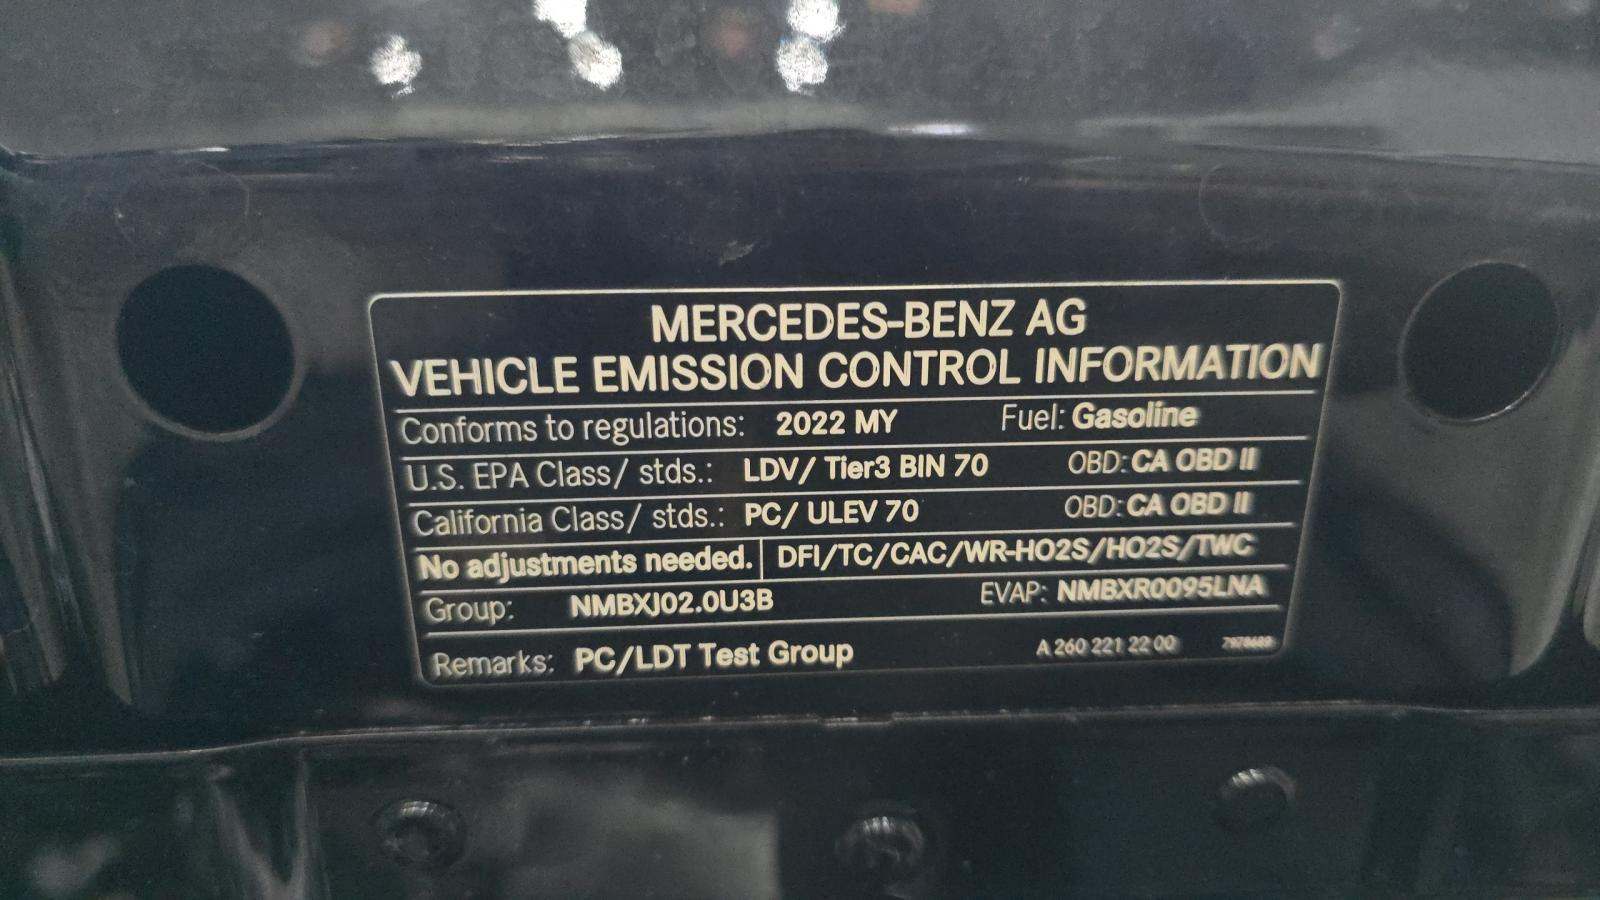 MERCEDES-BENZ AG
VEHICLE EMISSION CONTROL INFORMATION
Conforms to regulations: 2022 MY Fuel: Gasoline
U.S. EPA Class/ stds.: LDV/ Tier3 BIN 70 OBD: CA OBD II
California Class/ stds.: PC/ ULEV 70 OBD: CA OBD II
No adjustments needed. DFI/TC/CAC/WR-HO2S/HO2S/TWC
Group: NMBXJ02.0U3B EVAP: NMBXR0095LNA
Remarks: PC/LDT Test Group A 260 221 22 00